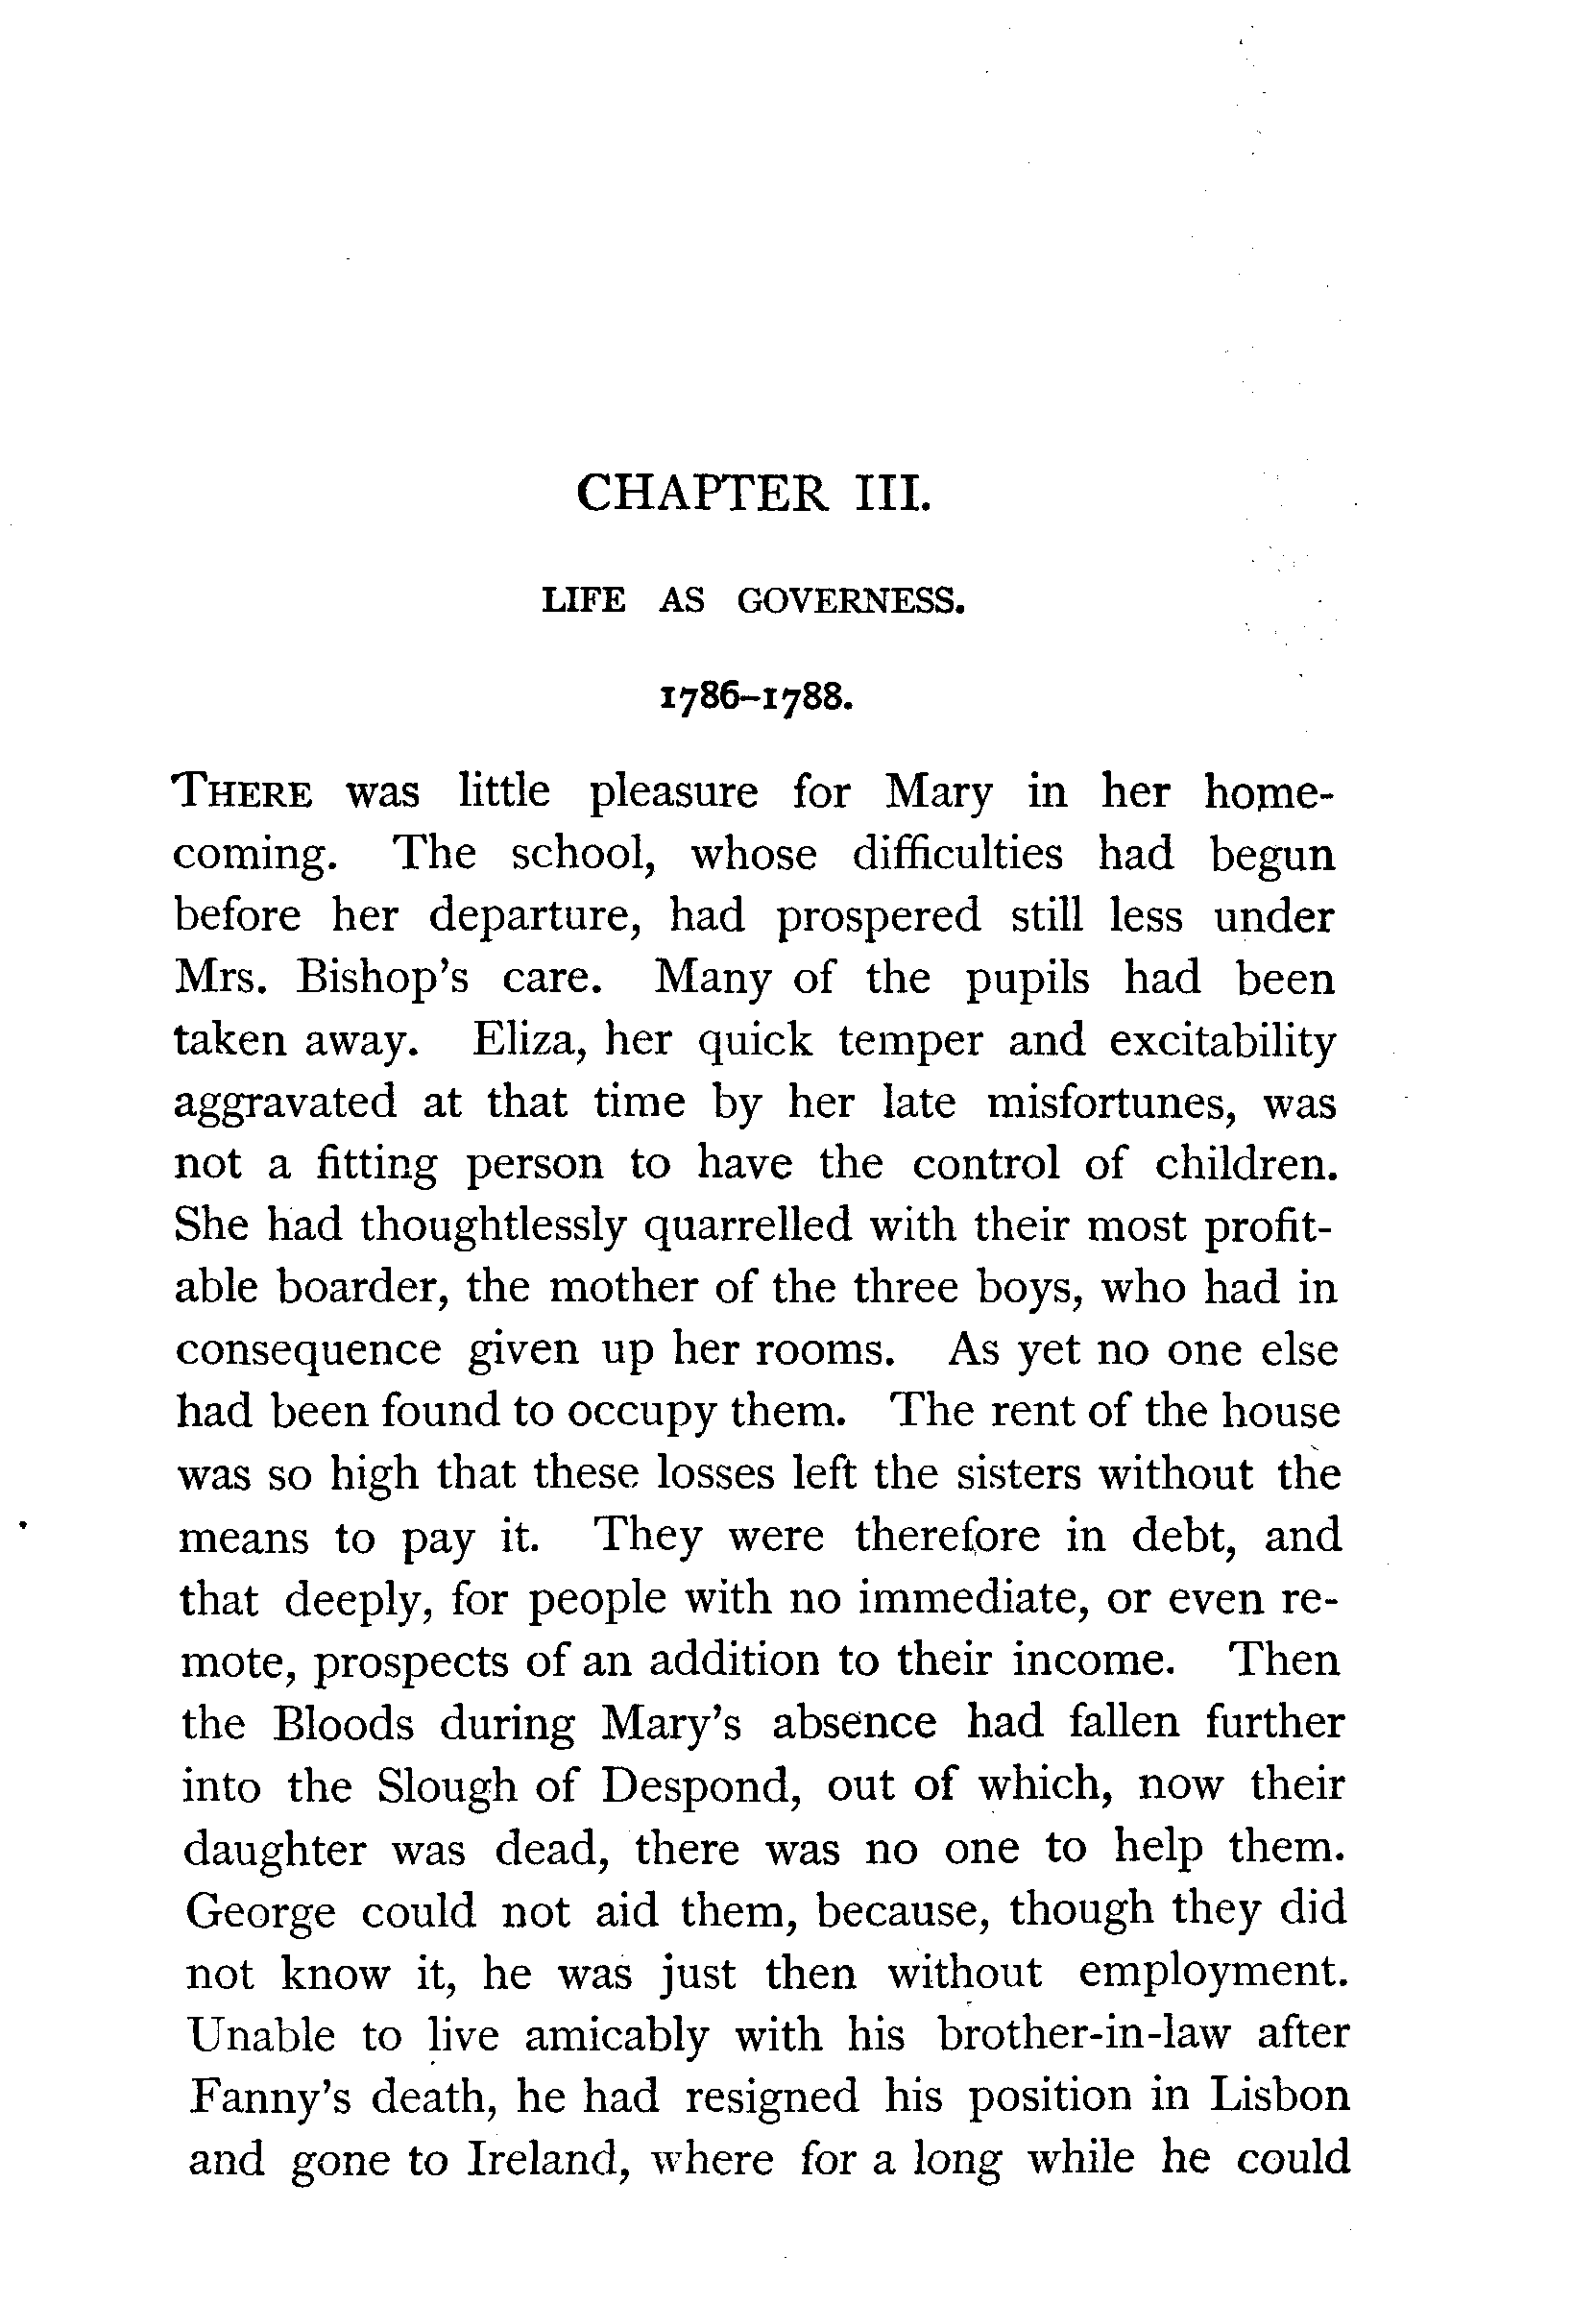 CHAPTER III.
LIFE AS GOVERNESS.
1786–1788.
THERE was little pleasure for Mary in her home-
coming. The school, whose difficulties had begun
before her departure, had prospered still less under
Mrs. Bishop's care. Many of the pupils had been
taken away. Eliza, her quick temper and excitability
aggravated at that time by her late misfortunes, was
not a fitting person to have the control of children.
She had thoughtlessly quarrelled with their most profit-
able boarder, the mother of the three boys, who had in
consequence given up her rooms. As yet no one else
had been found to occupy them. The rent of the house
was so high that these losses left the sisters without the
means to pay it. They were therefore in debt, and
that deeply, for people with no immediate, or even re-
mote, prospects of an addition to their income. Then
the Bloods during Mary's absence had fallen further
into the Slough of Despond, out of which, now their
daughter was dead, there was no one to help them.
George could not aid them, because, though they did
not know it, he was just then without employment.
Unable to live amicably with his brother-in-law after
Fanny's death, he had resigned his position in Lisbon
and gone to Ireland, where for a long while he could